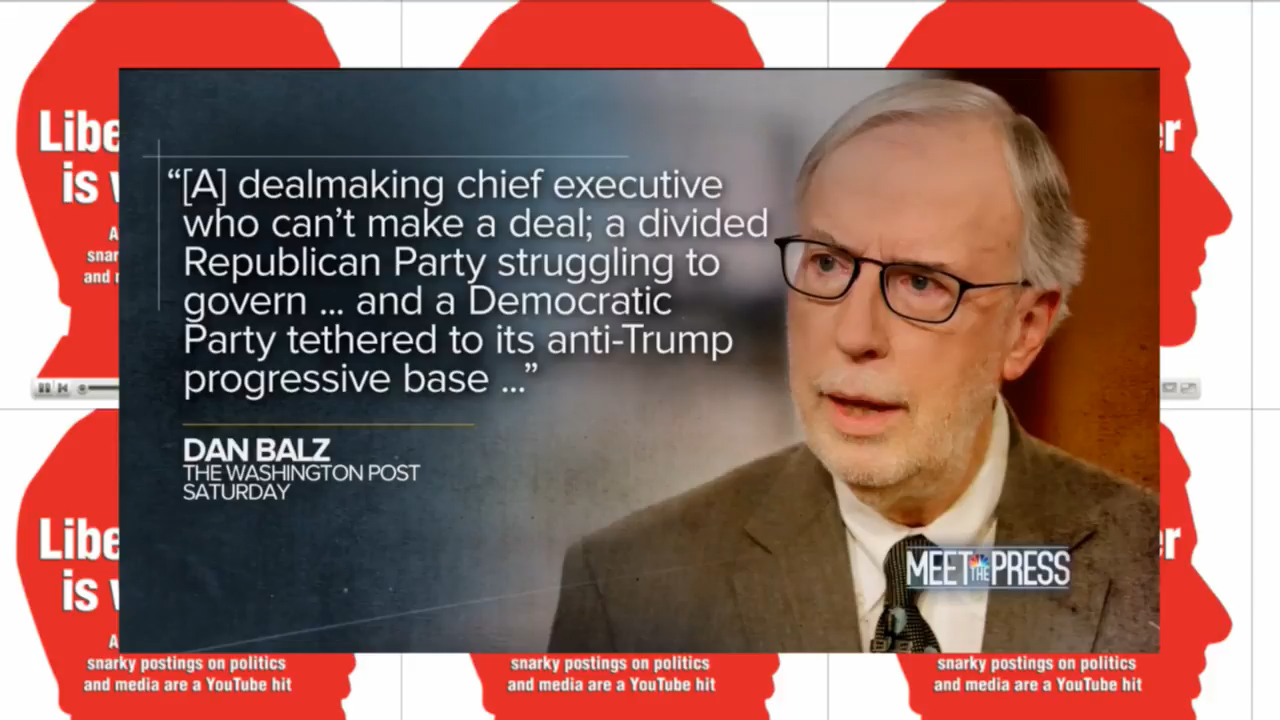 “[A] dealmaking chief executive
who can’t make a deal; a divided
Republican Party struggling to
govern ... and a Democratic
Party tethered to its anti-Trump
progressive base ...”
DAN BALZ
THE WASHINGTON POST
SATURDAY
MEET THE PRESS
is
snarky postings on politics
and media are a YouTube hit
snarky postings on politics
and media are a YouTube hit
snarky postings on politics
and media are a YouTube hit